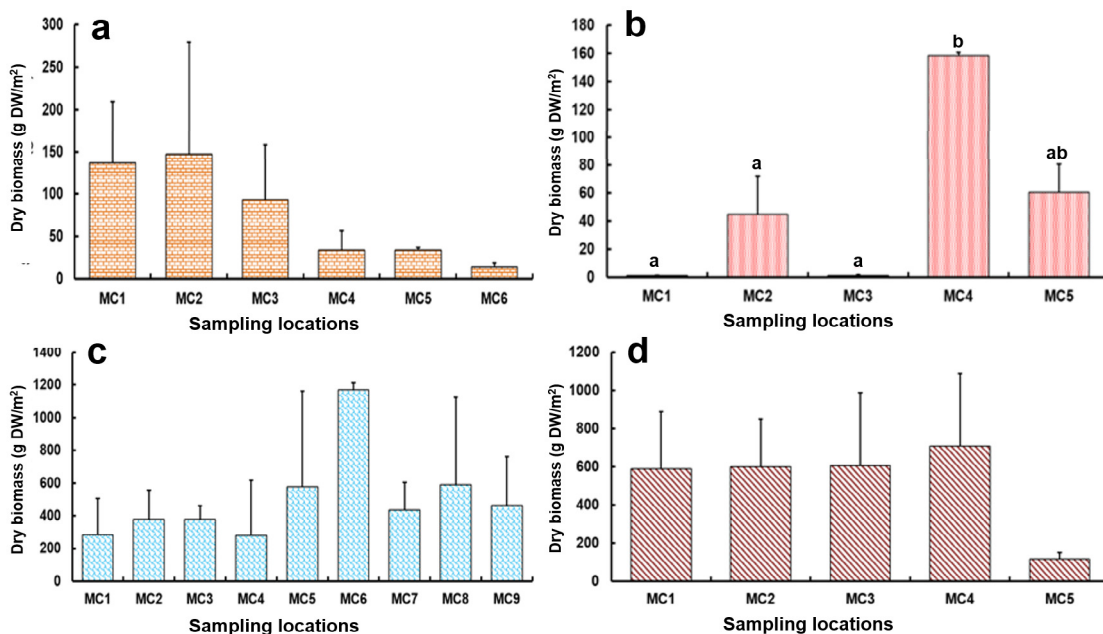 a
300
250
200
150
100
50
0
Dry biomass (g DW/m²)
MC1 MC2 MC3 MC4 MC5 MC6
Sampling locations
b
180
160
140
120
100
80
60
40
20
0
Dry biomass (g DW/m²)
a
a
a
b
ab
MC1 MC2 MC3 MC4 MC5
Sampling locations
c
1400
1200
1000
800
600
400
200
0
Dry biomass (g DW/m²)
MC1 MC2 MC3 MC4 MC5 MC6 MC7 MC8 MC9
Sampling locations
d
1200
1000
800
600
400
200
0
Dry biomass (g DW/m²)
MC1 MC2 MC3 MC4 MC5
Sampling locations